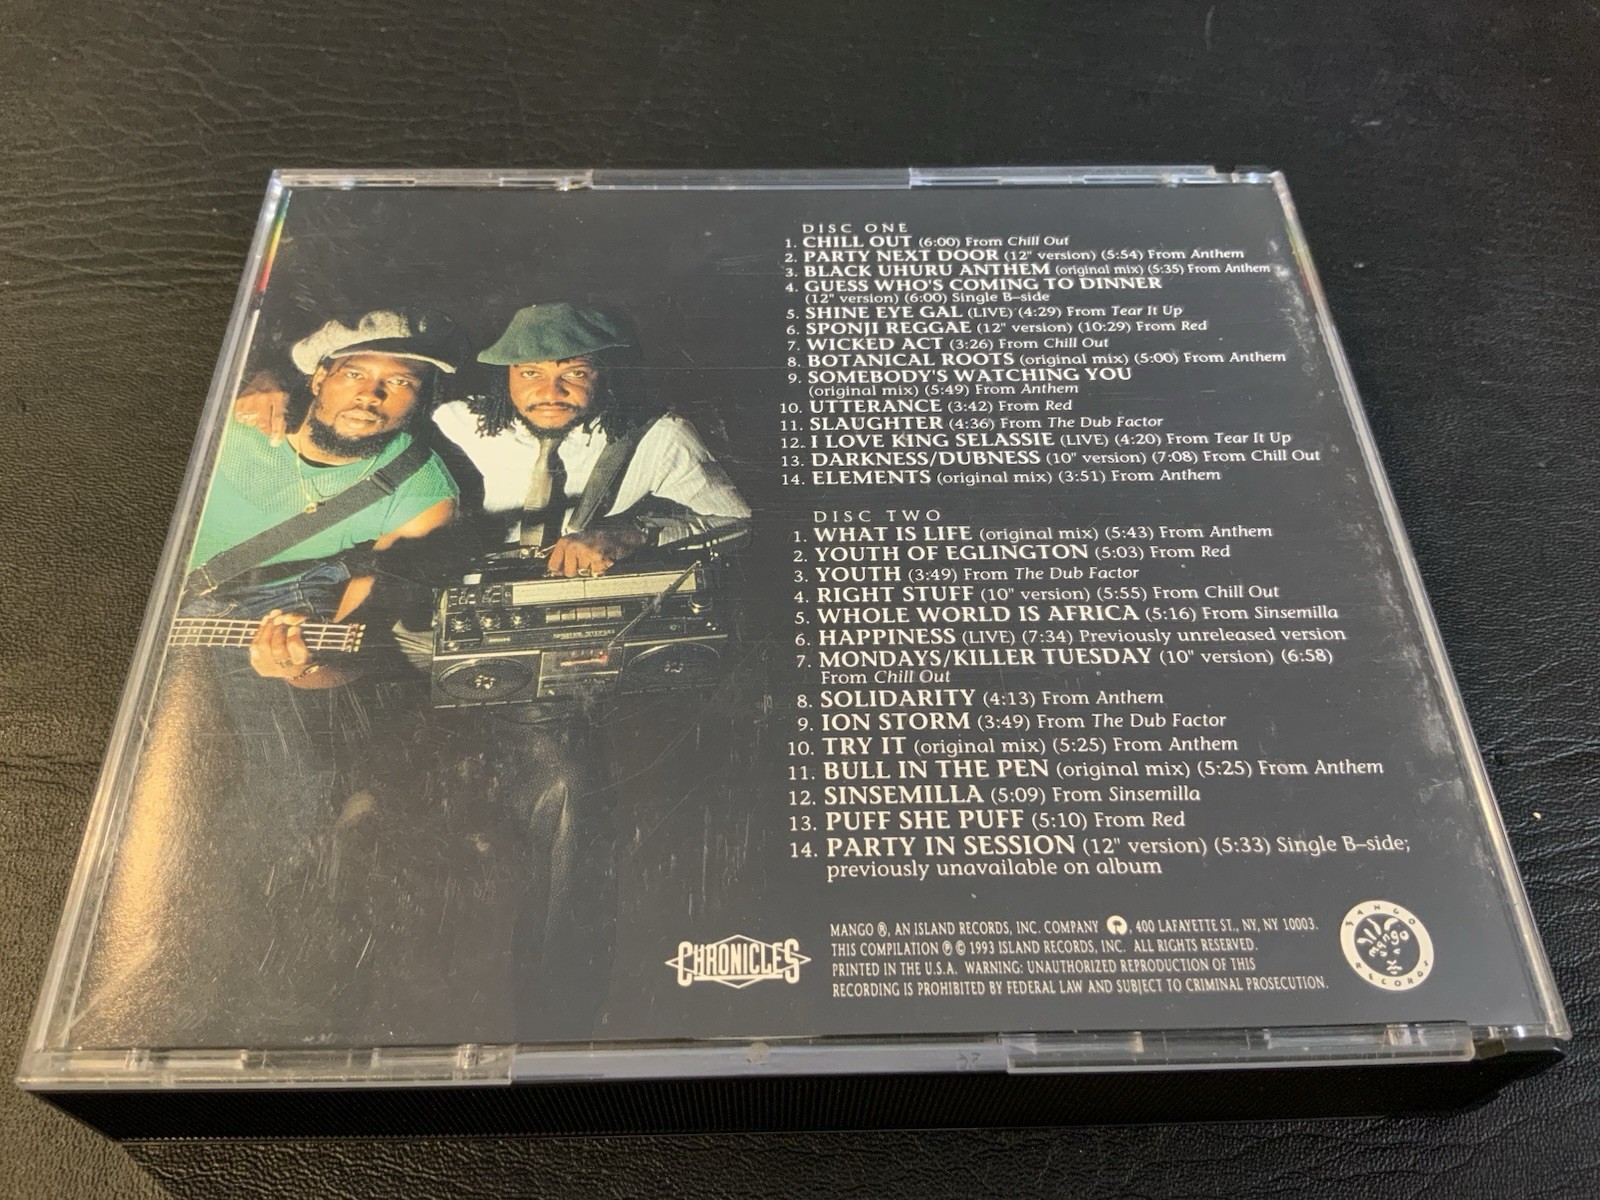 DISC ONE
1. CHILL OUT (6:00) From Chill Out
2. PARTY NEXT DOOR (12" version) (5:54) From Anthem
3. BLACK UHURU ANTHEM (original mix) (5:35) From Anthem
4. GUESS WHO'S COMING TO DINNER
(12" version) (6:00) Single B–side
5. SHINE EYE GAL (LIVE) (4:29) From Tear It Up
6. SPONJI REGGAE (12" version) (10:29) From Red
7. WICKED ACT (3:26) From Chill Out
8. BOTANICAL ROOTS (original mix) (5:00) From Anthem
9. SOMEBODY'S WATCHING YOU
(original mix) (5:49) From Anthem
10. UTTERANCE (3:42) From Red
11. SLAUGHTER (4:36) From The Dub Factor
12. I LOVE KING SELASSIE (LIVE) (4:20) From Tear It Up
13. DARKNESS/DUBNESS (10" version) (7:08) From Chill Out
14. ELEMENTS (original mix) (3:51) From Anthem
DISC TWO
1. WHAT IS LIFE (original mix) (5:43) From Anthem
2. YOUTH OF EGLINGTON (5:03) From Red
3. YOUTH (3:49) From The Dub Factor
4. RIGHT STUFF (10" version) (5:55) From Chill Out
5. WHOLE WORLD IS AFRICA (5:16) From Sinsemilla
6. HAPPINESS (LIVE) (7:34) Previously unreleased version
7. MONDAYS/KILLER TUESDAY (10" version) (6:58)
From Chill Out
8. SOLIDARITY (4:13) From Anthem
9. ION STORM (3:49) From The Dub Factor
10. TRY IT (original mix) (5:25) From Anthem
11. BULL IN THE PEN (original mix) (5:25) From Anthem
12. SINSEMILLA (5:09) From Sinsemilla
13. PUFF SHE PUFF (5:10) From Red
14. PARTY IN SESSION (12" version) (5:33) Single B–side;
previously unavailable on album
CHRONICLES
MANGO ®, AN ISLAND RECORDS, INC. COMPANY , 400 LAFAYETTE ST., NY, NY 10003.
THIS COMPILATION ℗ © 1993 ISLAND RECORDS, INC. ALL RIGHTS RESERVED.
PRINTED IN THE U.S.A. WARNING: UNAUTHORIZED REPRODUCTION OF THIS
RECORDING IS PROHIBITED BY FEDERAL LAW AND SUBJECT TO CRIMINAL PROSECUTION.
MANGO
mango
RECORDS